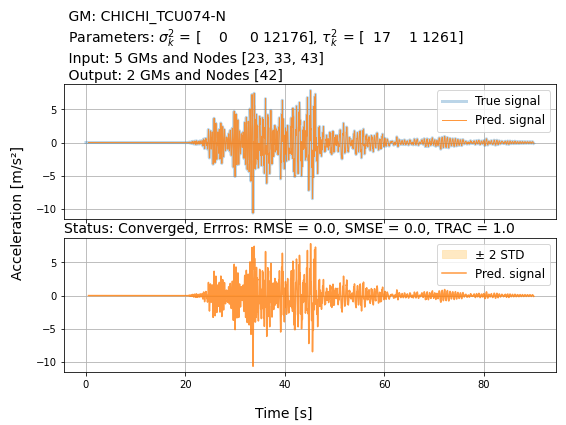 GM: CHICHI_TCU074-N
Parameters: σ²ₖ = [    0      0 12176], τ²ₖ = [  17    1 1261]
Input: 5 GMs and Nodes [23, 33, 43]
Output: 2 GMs and Nodes [42]
5
0
−5
−10
True signal
Pred. signal
Status: Converged, Errros: RMSE = 0.0, SMSE = 0.0, TRAC = 1.0
5
0
−5
−10
± 2 STD
Pred. signal
0 20 40 60 80
Acceleration [m/s²]
Time [s]